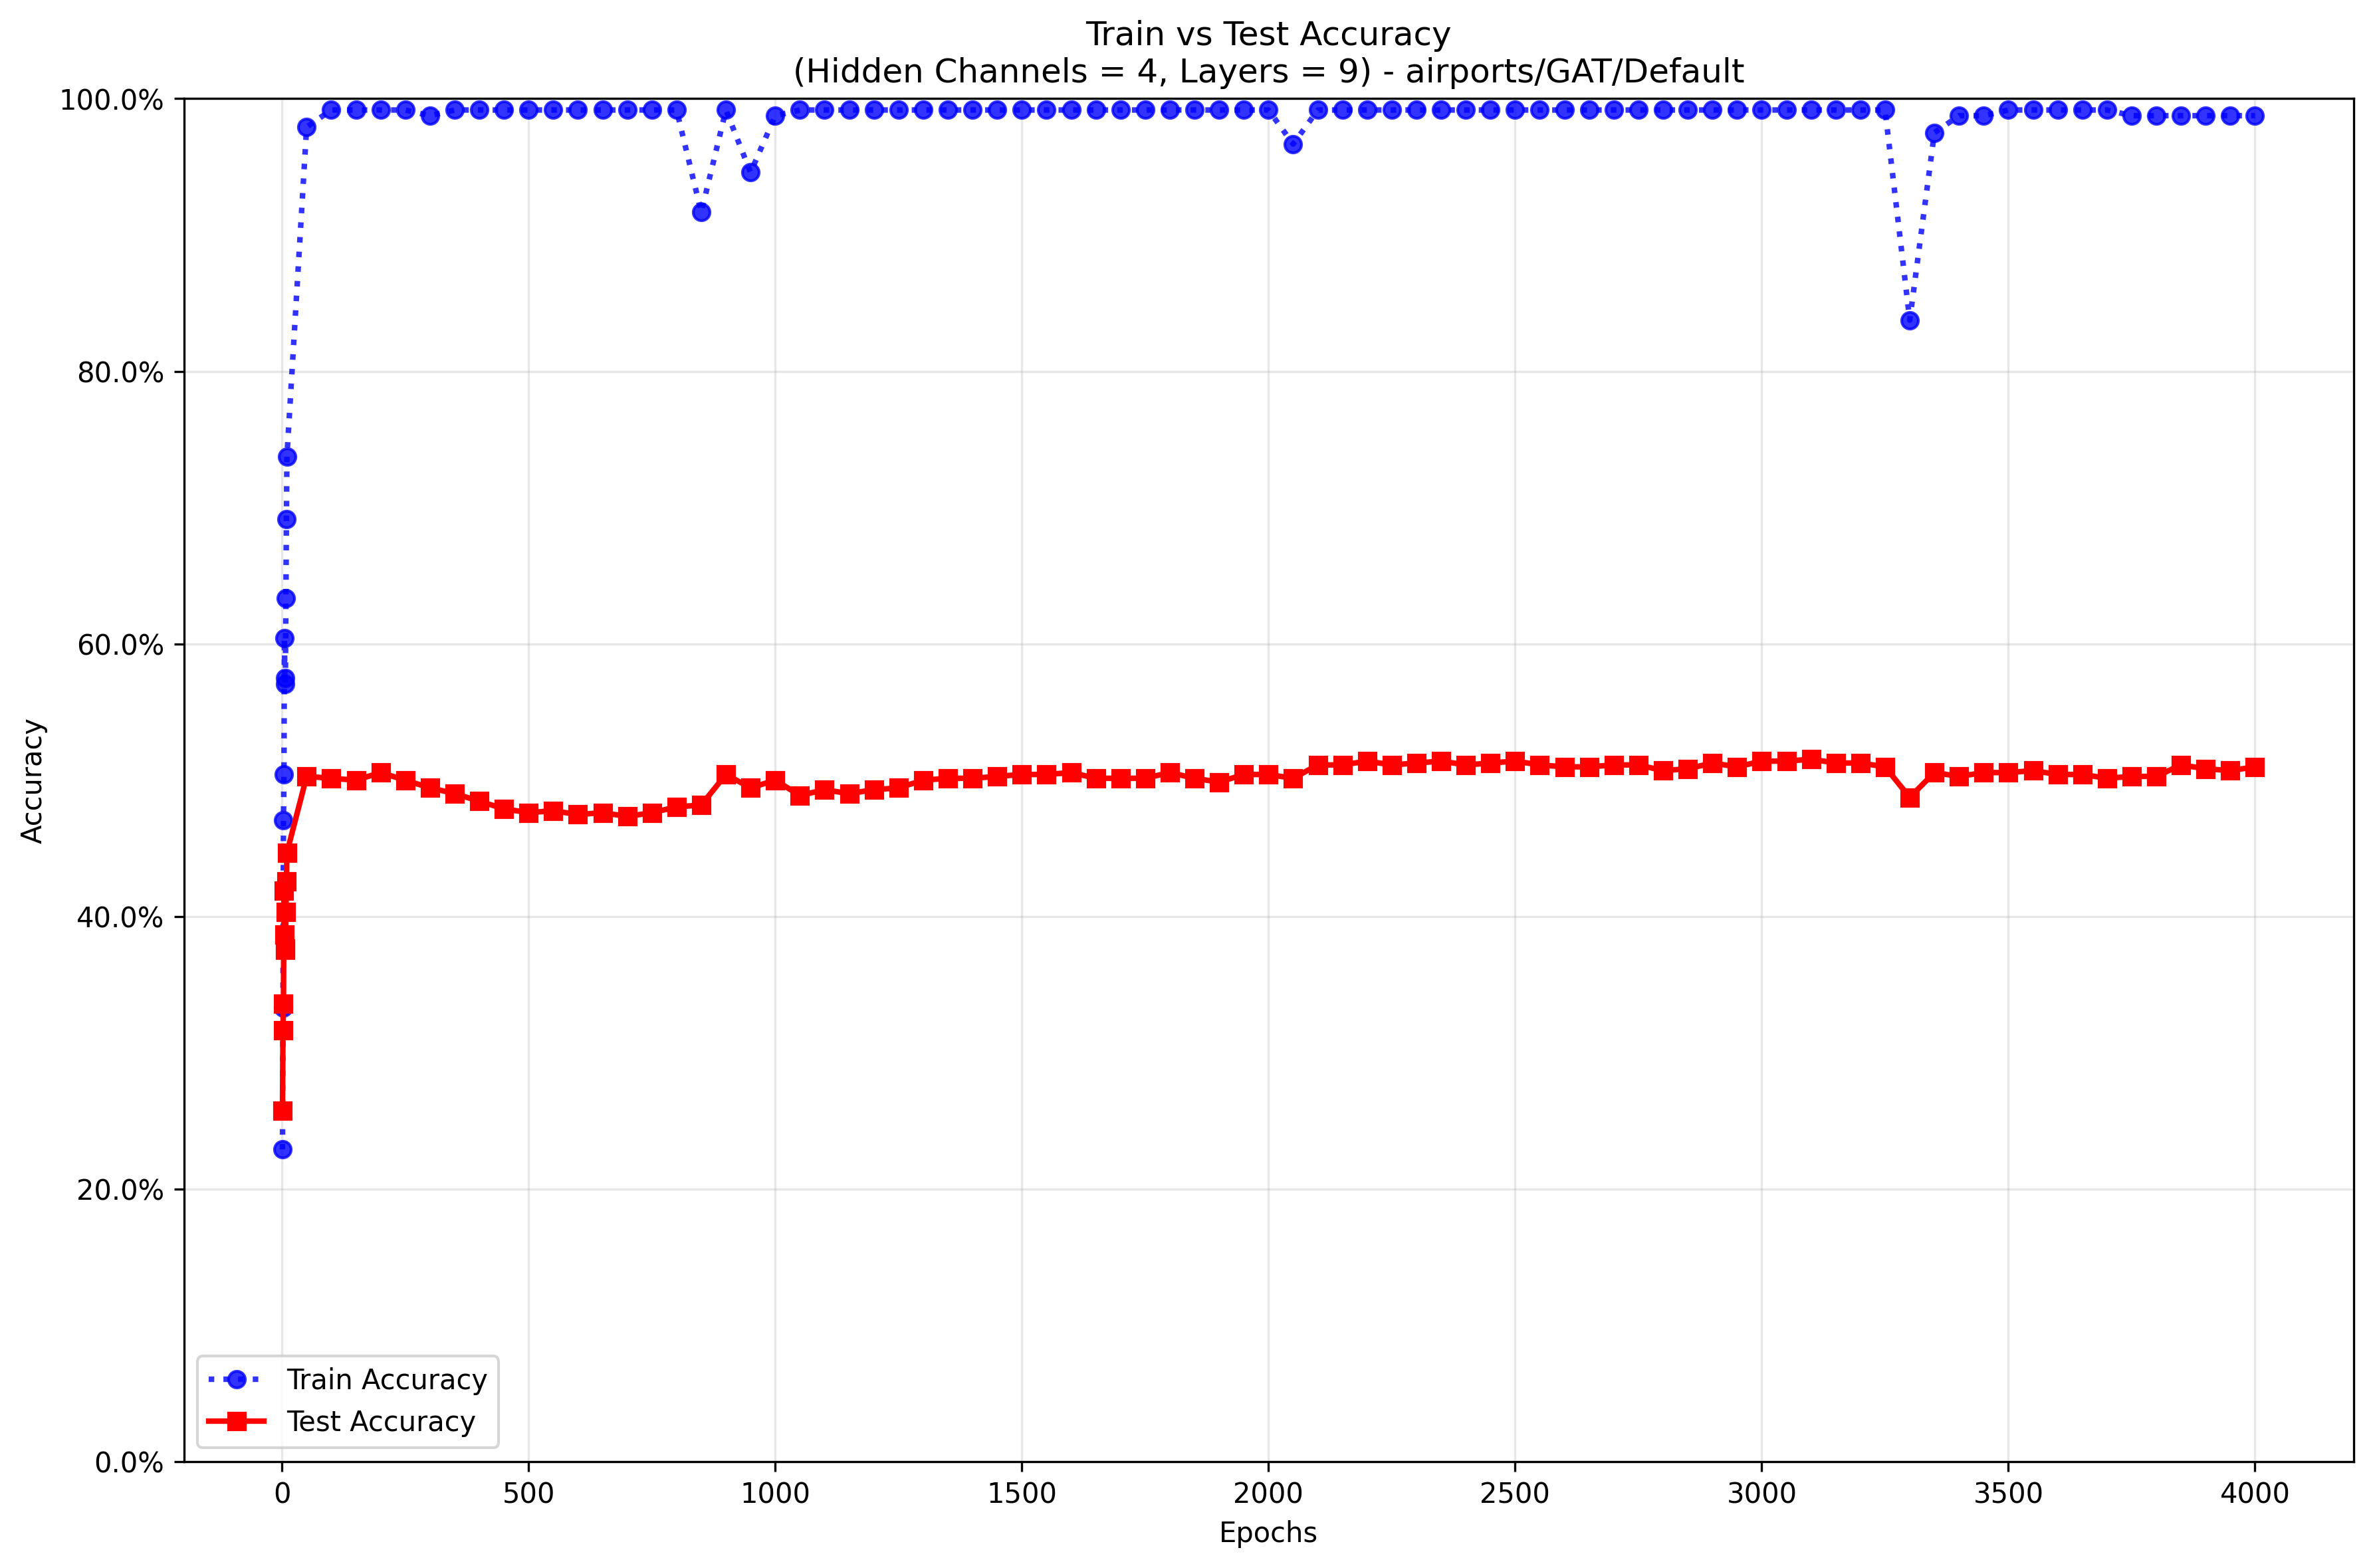 Train vs Test Accuracy
(Hidden Channels = 4, Layers = 9) - airports/GAT/Default
100.0%
80.0%
60.0%
40.0%
20.0%
0.0%
Accuracy
Train Accuracy
Test Accuracy
0 500 1000 1500 2000 2500 3000 3500 4000
Epochs